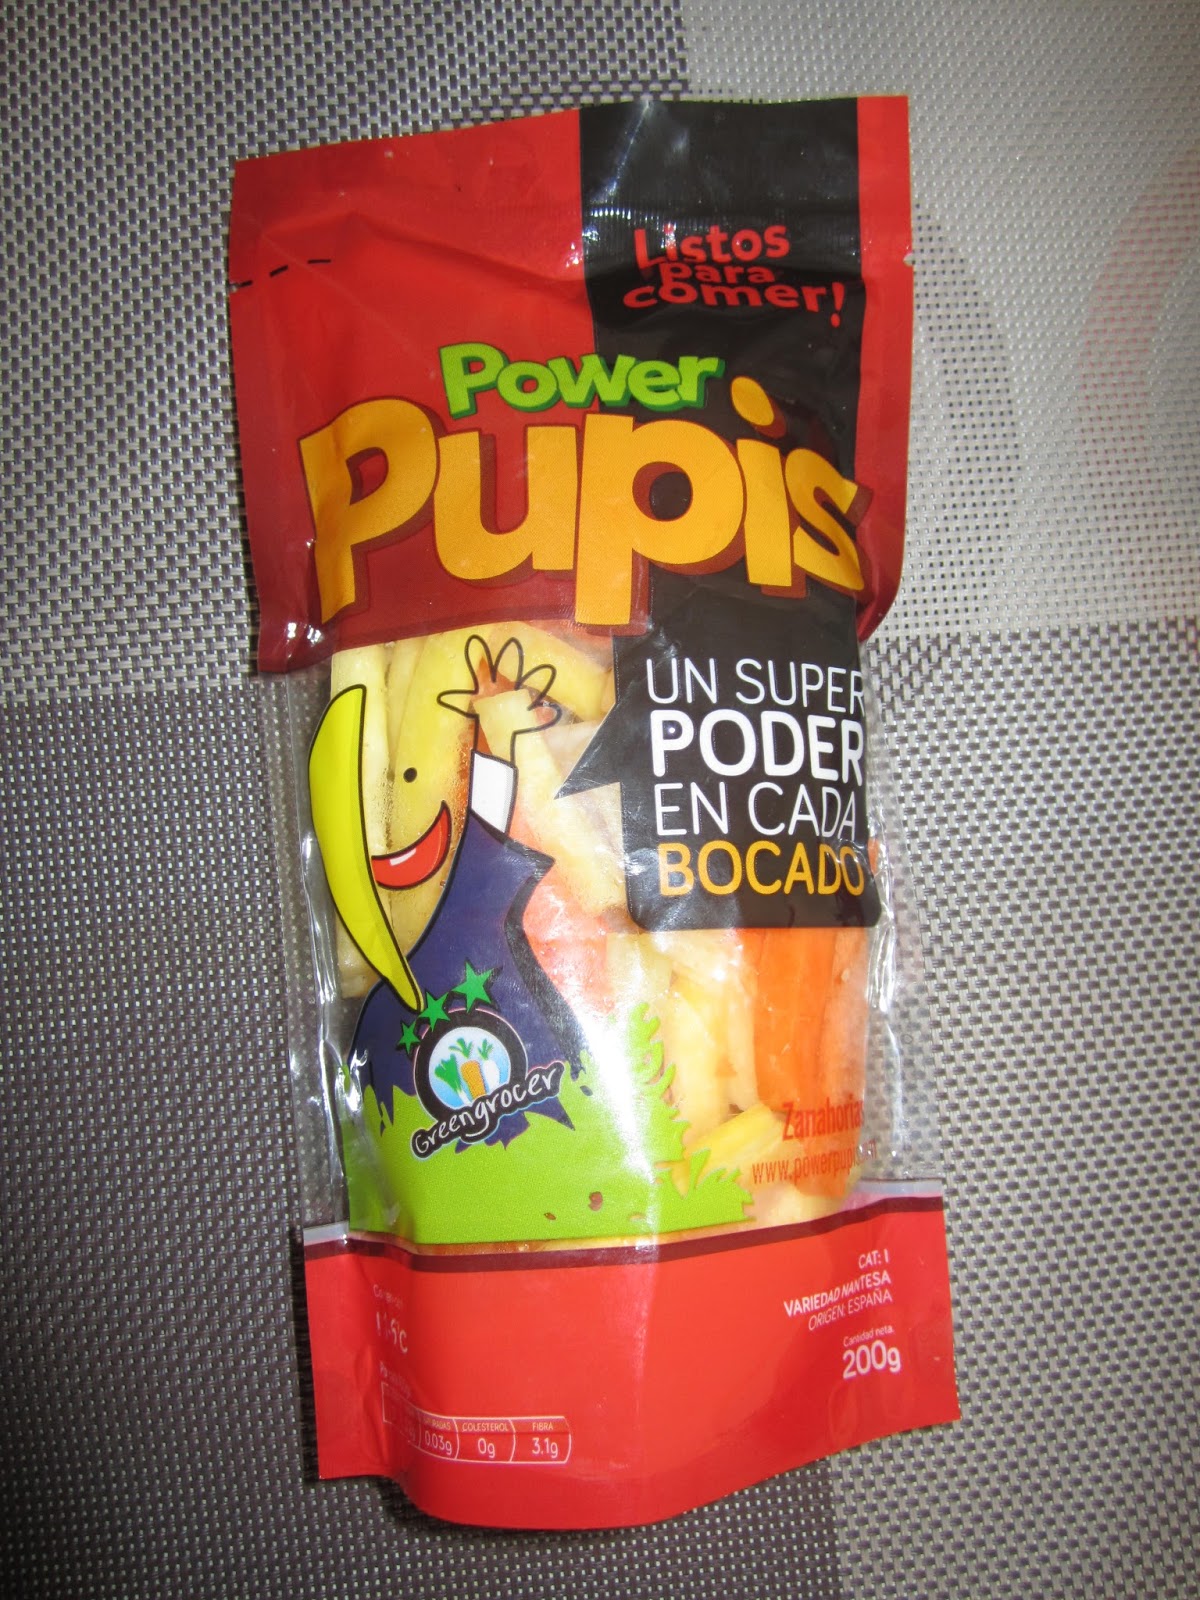 Listos
para
comer!
Power
Pupis
UN SUPER
PODER
EN CADA
BOCADO
Greengrocer
Zanahorias
CAT: I
VARIEDAD NANTESA
ORIGEN: ESPAÑA
Cantidad neta
200g
COLESTEROL FIBRA
0.03g 0g 3.1g